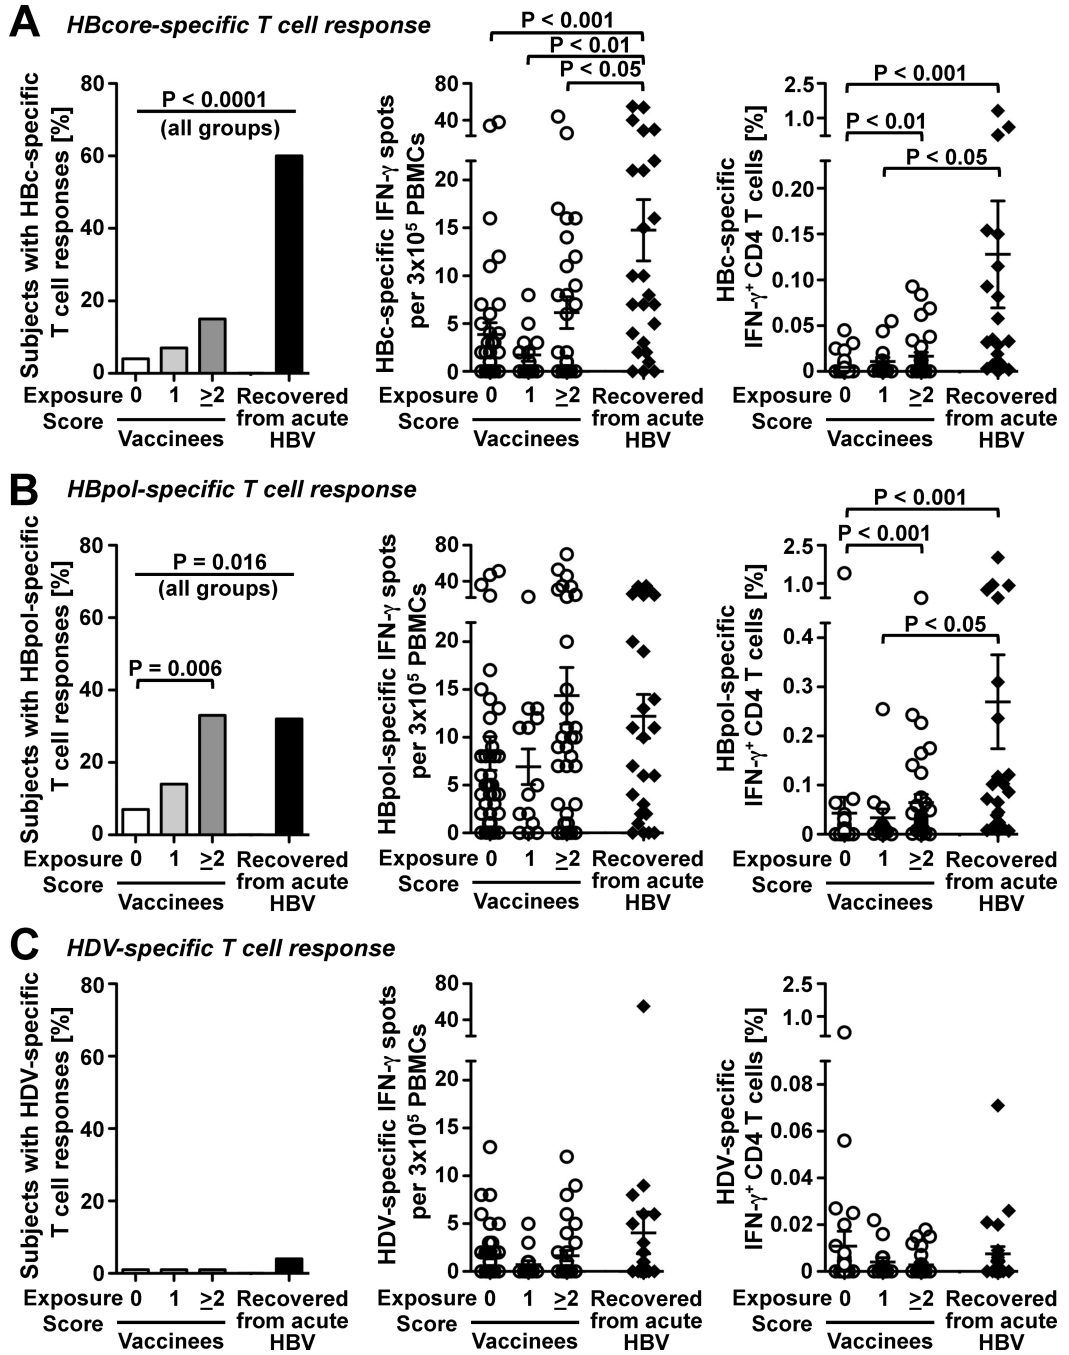 A HBcore-specific T cell response
Subjects with HBc-specific
T cell responses [%]
80
60
40
20
0
P < 0.0001
(all groups)
Exposure 0 1 ≥2 Recovered
Score from acute
Vaccinees HBV
HBc-specific IFN-γ spots
per 3x10⁵ PBMCs
80
40
20
15
10
5
0
P < 0.001
P < 0.01
P < 0.05
Exposure 0 1 ≥2 Recovered
Score from acute
Vaccinees HBV
HBc-specific
IFN-γ⁺ CD4 T cells [%]
2.5
1.0
0.20
0.15
0.10
0.05
0
P < 0.001
P < 0.01
P < 0.05
Exposure 0 1 ≥2 Recovered
Score from acute
Vaccinees HBV
B HBpol-specific T cell response
Subjects with HBpol-specific
T cell responses [%]
80
60
40
20
0
P = 0.016
(all groups)
P = 0.006
Exposure 0 1 ≥2 Recovered
Score from acute
Vaccinees HBV
HBpol-specific IFN-γ spots
per 3x10⁵ PBMCs
80
40
20
15
10
5
0
Exposure 0 1 ≥2 Recovered
Score from acute
Vaccinees HBV
HBpol-specific
IFN-γ⁺ CD4 T cells [%]
2.5
1.0
0.4
0.3
0.2
0.1
0
P < 0.001
P < 0.001
P < 0.05
Exposure 0 1 ≥2 Recovered
Score from acute
Vaccinees HBV
C HDV-specific T cell response
Subjects with HDV-specific
T cell responses [%]
80
60
40
20
0
Exposure 0 1 ≥2 Recovered
Score from acute
Vaccinees HBV
HDV-specific IFN-γ spots
per 3x10⁵ PBMCs
80
40
20
15
10
5
0
Exposure 0 1 ≥2 Recovered
Score from acute
Vaccinees HBV
HDV-specific
IFN-γ⁺ CD4 T cells [%]
2.5
1.0
0.08
0.06
0.04
0.02
0
Exposure 0 1 ≥2 Recovered
Score from acute
Vaccinees HBV